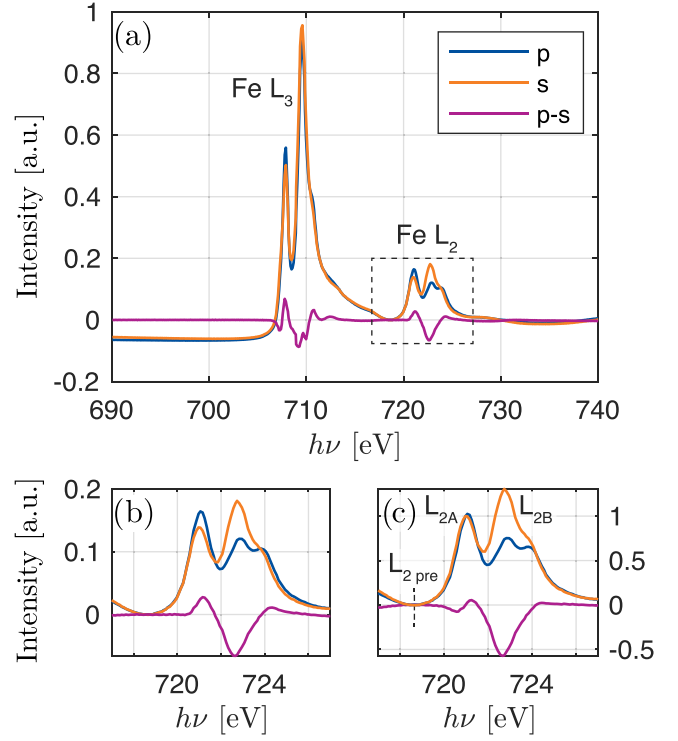 (a)
p
s
p-s
Fe L3
Fe L2
Intensity [a.u.]
1
0.8
0.6
0.4
0.2
0
-0.2
690 700 710 720 730 740
hν [eV]
(b)
Intensity [a.u.]
0.2
0.1
0
720 724
hν [eV]
(c)
L2A
L2B
L2 pre
1
0.5
0
-0.5
720 724
hν [eV]